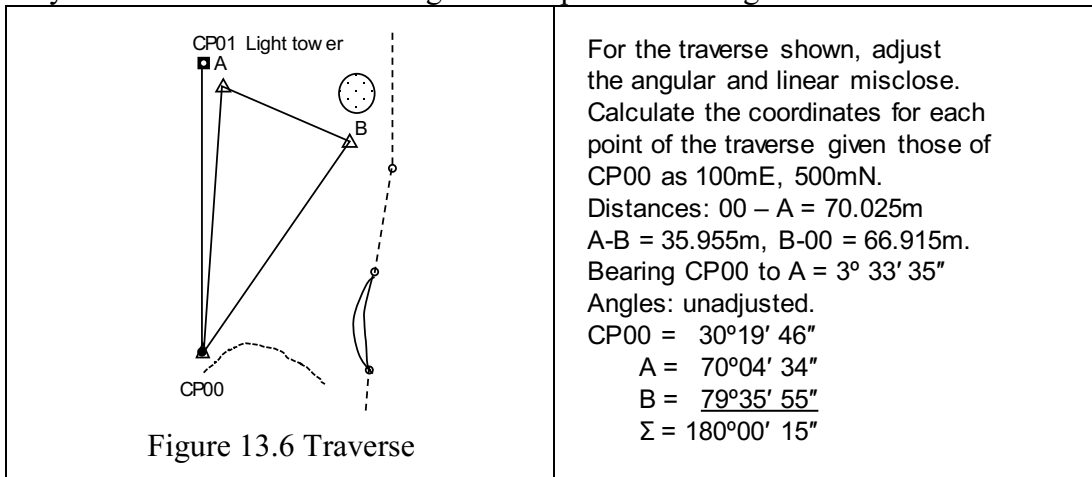 CP01 Light tower
A
B
CP00
Figure 13.6 Traverse
For the traverse shown, adjust
the angular and linear misclose.
Calculate the coordinates for each
point of the traverse given those of
CP00 as 100mE, 500mN.
Distances: 00 – A = 70.025m
A-B = 35.955m, B-00 = 66.915m.
Bearing CP00 to A = 3º 33′ 35″
Angles: unadjusted.
CP00 = 30º19′ 46″
A = 70º04′ 34″
B = 79º35′ 55″
Σ = 180º00′ 15″